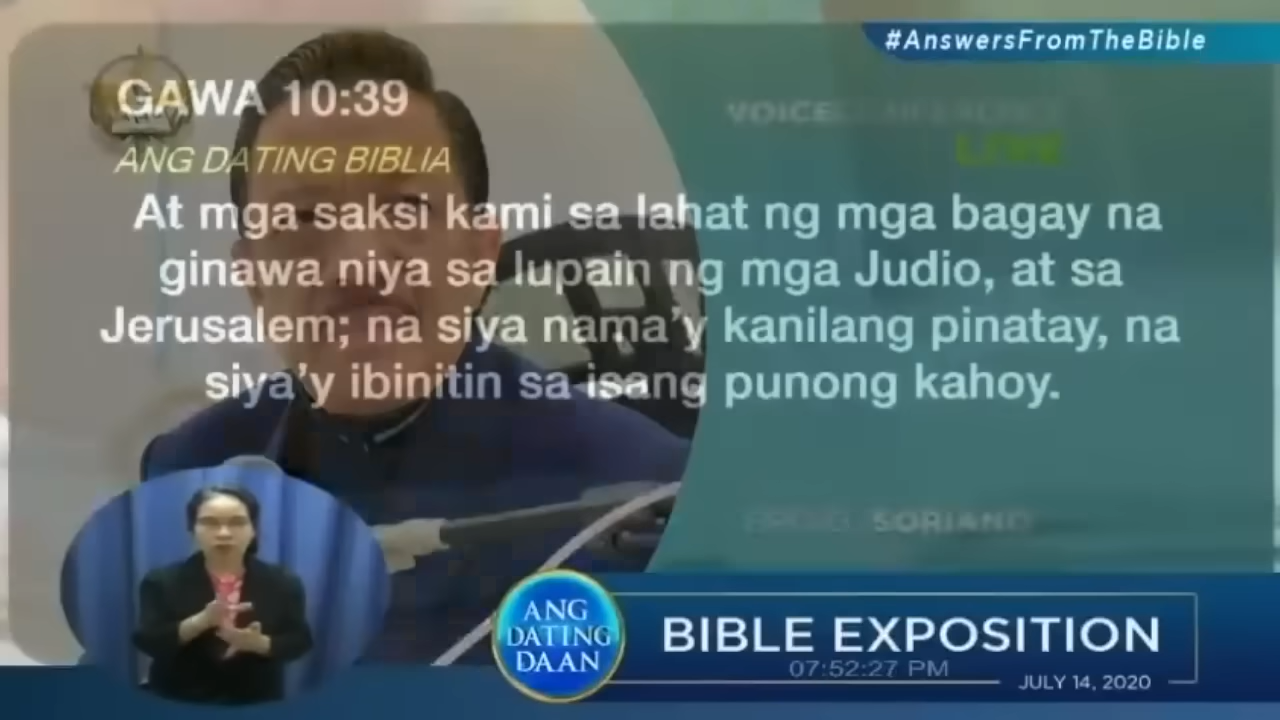 #AnswersFromTheBible
GAWA 10:39
ANG DATING BIBLIA
At mga saksi kami sa lahat ng mga bagay na
ginawa niya sa lupain ng mga Judio, at sa
Jerusalem; na siya nama'y kanilang pinatay, na
siya'y ibinitin sa isang punong kahoy.
LIVE
SORIANO
ANG
DATING
DAAN
BIBLE EXPOSITION
07:52:27 PM
JULY 14, 2020